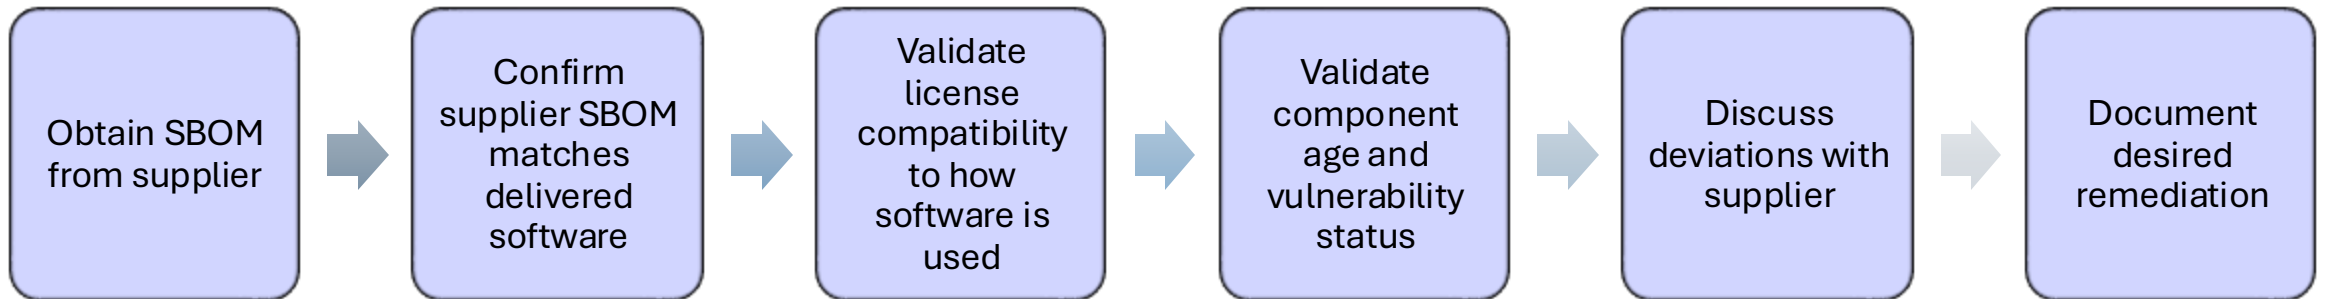 Obtain SBOM
from supplier
Confirm
supplier SBOM
matches
delivered
software
Validate
license
compatibility
to how
software is
used
Validate
component
age and
vulnerability
status
Discuss
deviations with
supplier
Document
desired
remediation